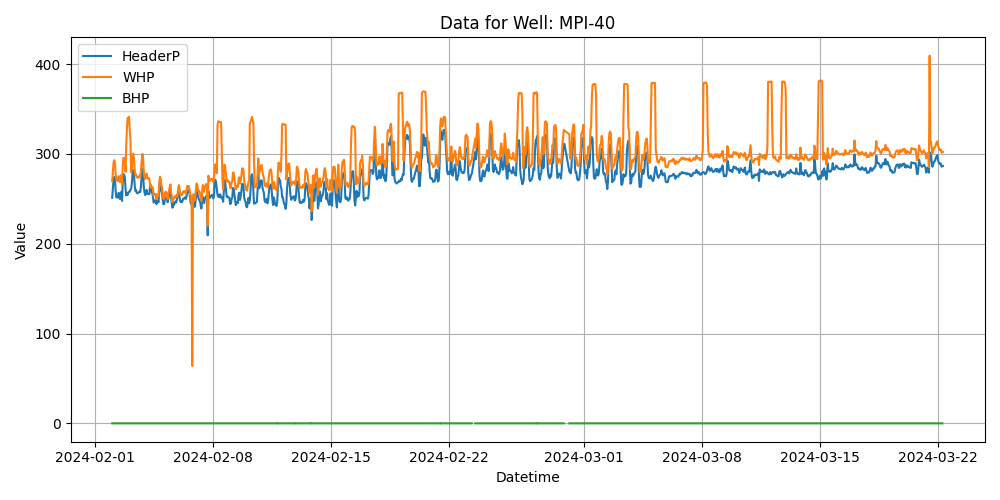 Data for Well: MPI-40
HeaderP
WHP
BHP
Value
400
300
200
100
0
2024-02-01
2024-02-08
2024-02-15
2024-02-22
2024-03-01
2024-03-08
2024-03-15
2024-03-22
Datetime